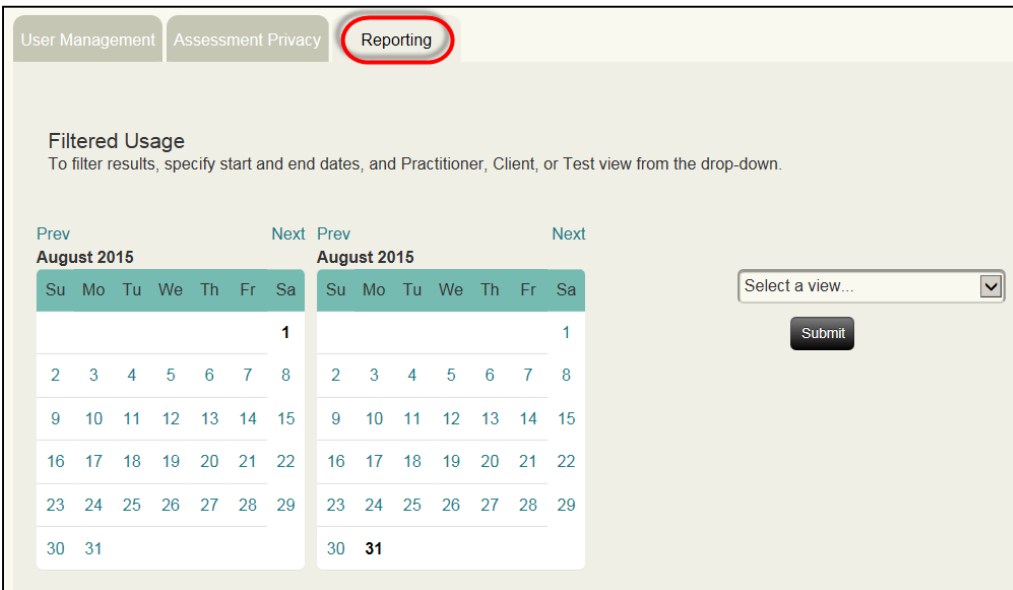 User Management Assessment Privacy Reporting
Filtered Usage
To filter results, specify start and end dates, and Practitioner, Client, or Test view from the drop-down.
Prev Next Prev Next
August 2015 August 2015
Su Mo Tu We Th Fr Sa Su Mo Tu We Th Fr Sa
Select a view...
1 1
Submit
2 3 4 5 6 7 8 2 3 4 5 6 7 8
9 10 11 12 13 14 15 9 10 11 12 13 14 15
16 17 18 19 20 21 22 16 17 18 19 20 21 22
23 24 25 26 27 28 29 23 24 25 26 27 28 29
30 31 30 31